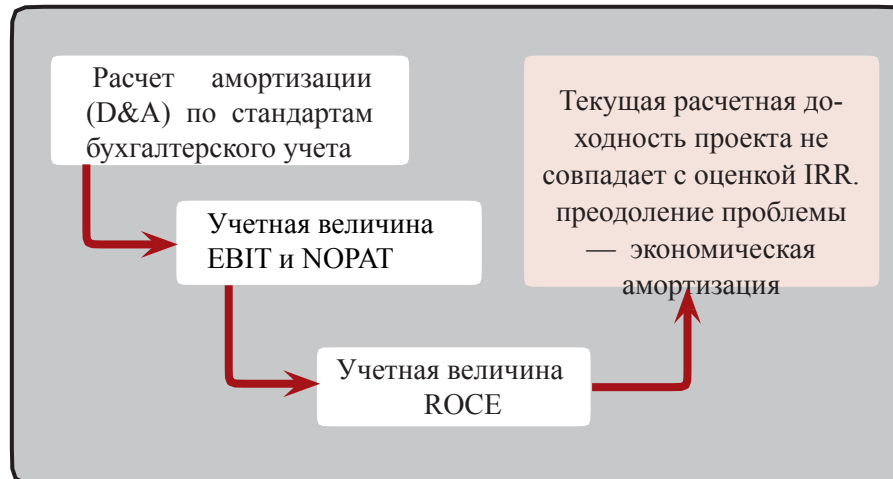 Расчет амортизации
(D&A) по стандартам
бухгалтерского учета
Учетная величина
EBIT и NOPAT
Учетная величина
ROCE
Текущая расчетная до-
ходность проекта не
совпадает с оценкой IRR.
преодоление проблемы
— экономическая
амортизация